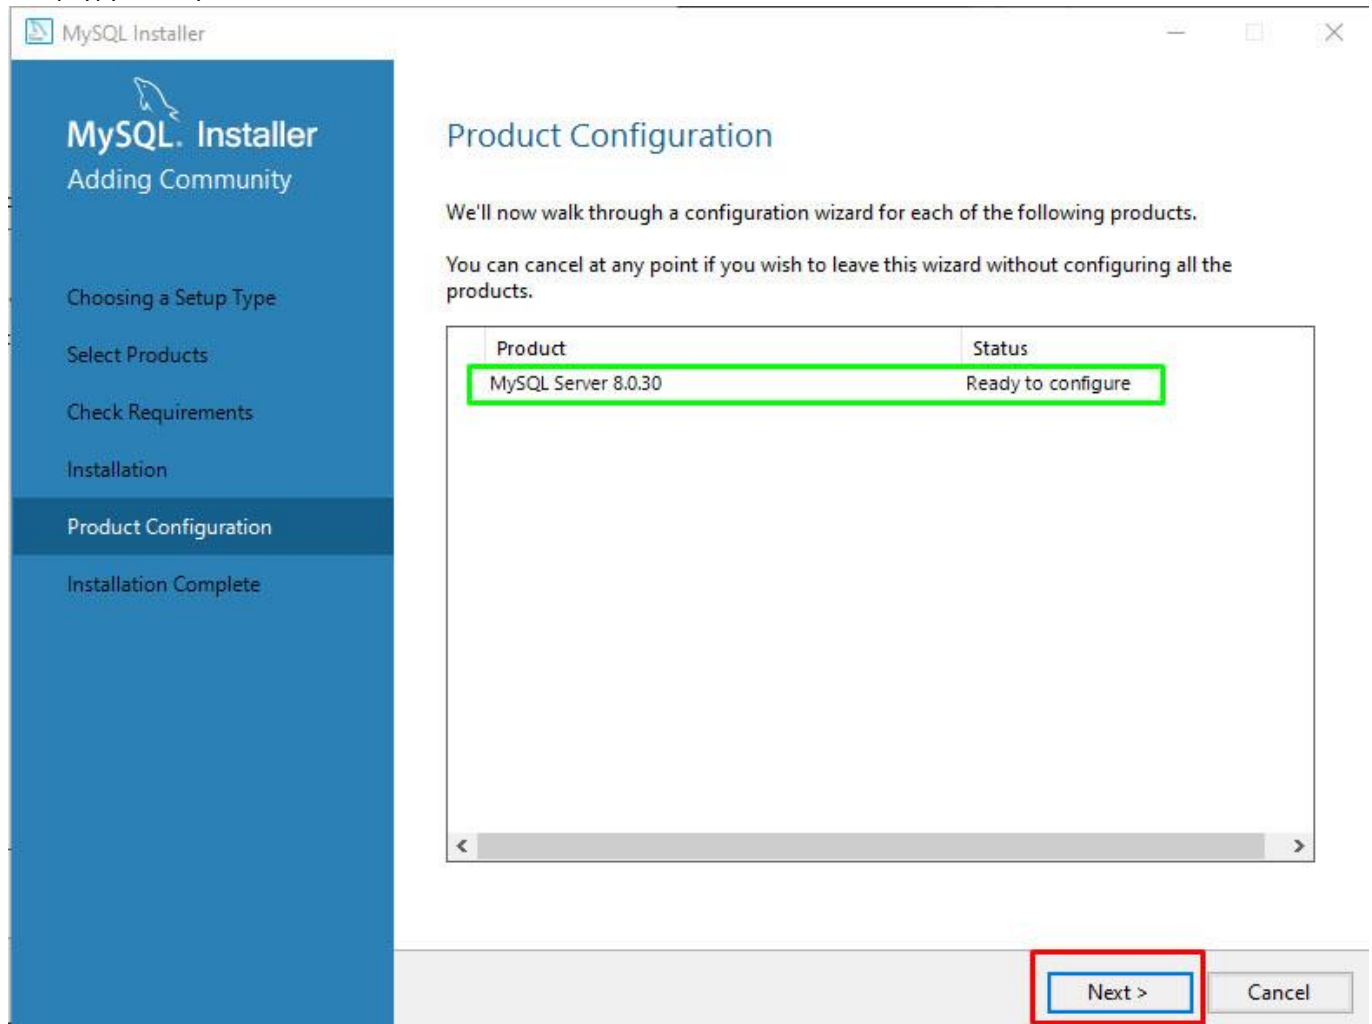 MySQL Installer
MySQL. Installer
Adding Community
Choosing a Setup Type
Select Products
Check Requirements
Installation
Product Configuration
Installation Complete
Product Configuration
We'll now walk through a configuration wizard for each of the following products.
You can cancel at any point if you wish to leave this wizard without configuring all the
products.
Product Status
MySQL Server 8.0.30 Ready to configure
Next > Cancel